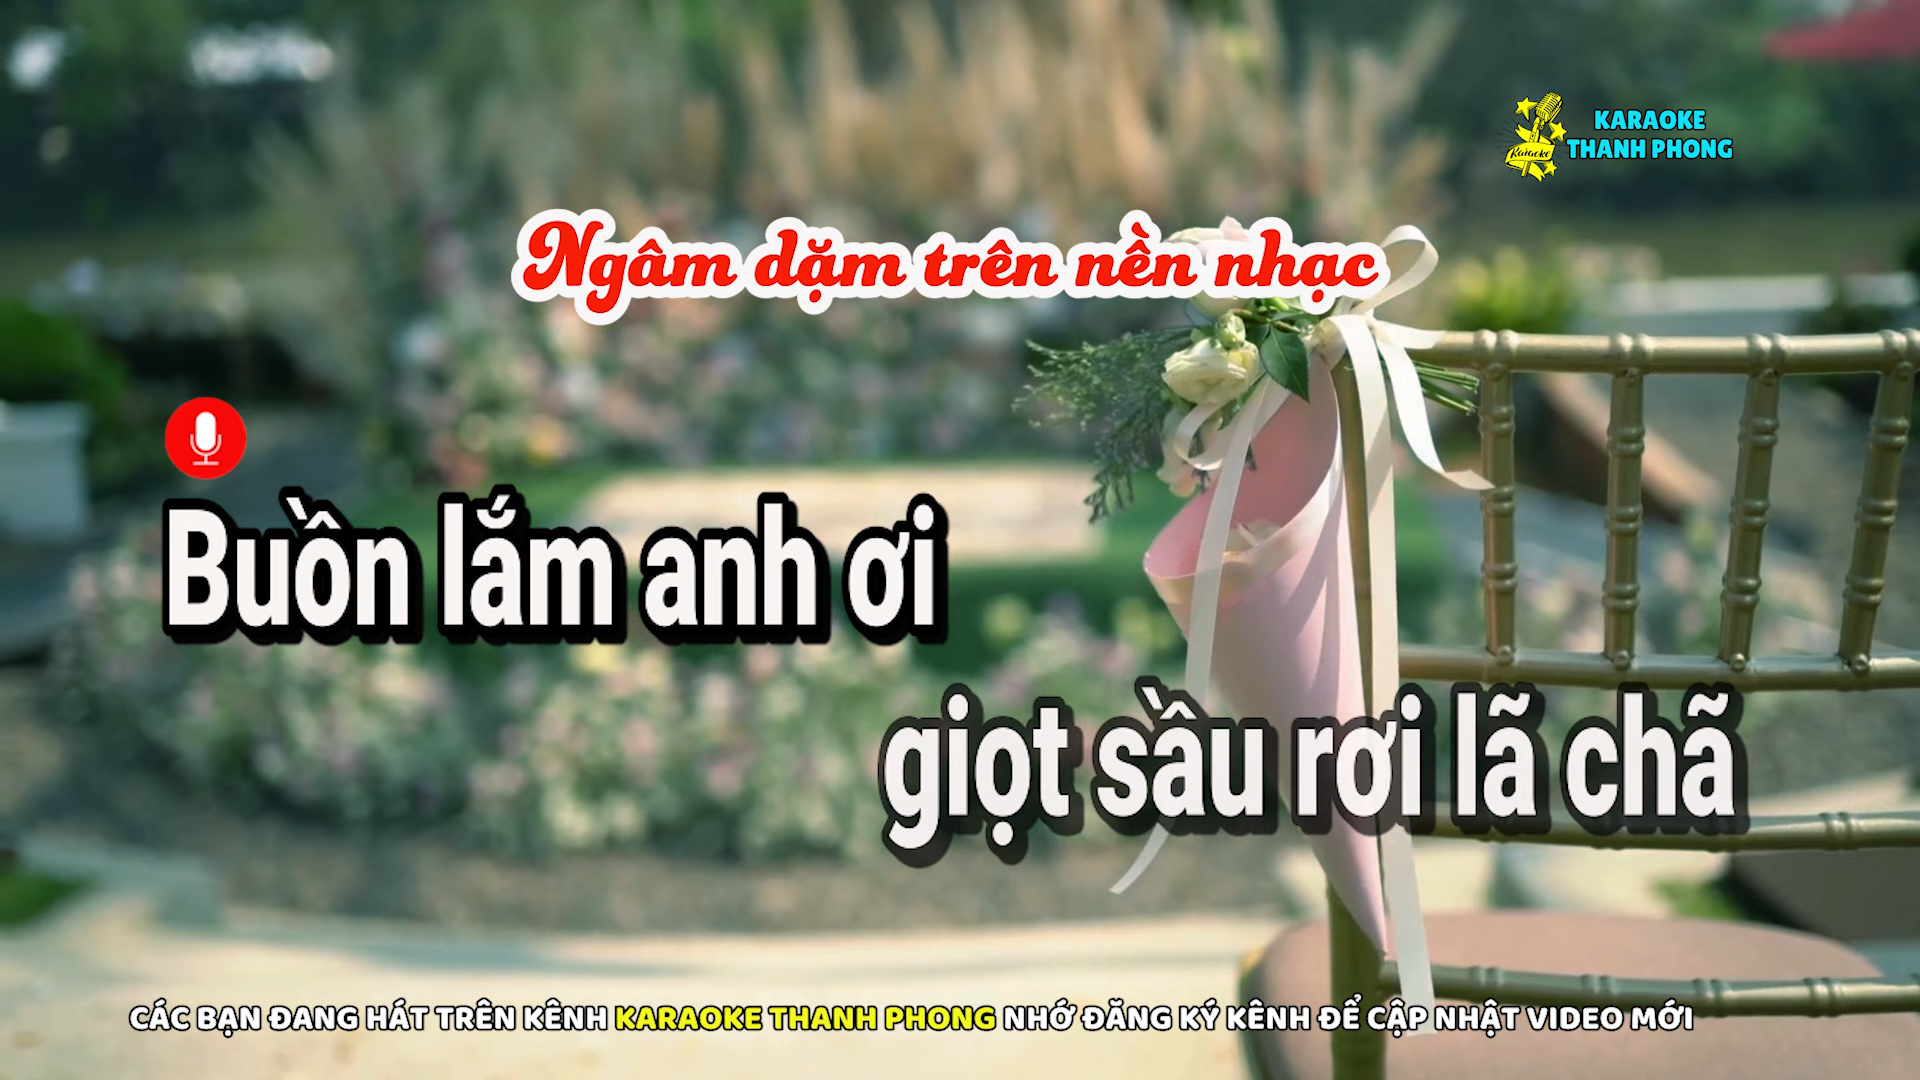 KARAOKE
THANH PHONG
Karaoke
Ngâm dặm trên nền nhạc
Buồn lắm anh ơi
giọt sầu rơi lã chã
CÁC BẠN ĐANG HÁT TRÊN KÊNH KARAOKE THANH PHONG NHỚ ĐĂNG KÝ KÊNH ĐỂ CẬP NHẬT VIDEO MỚI